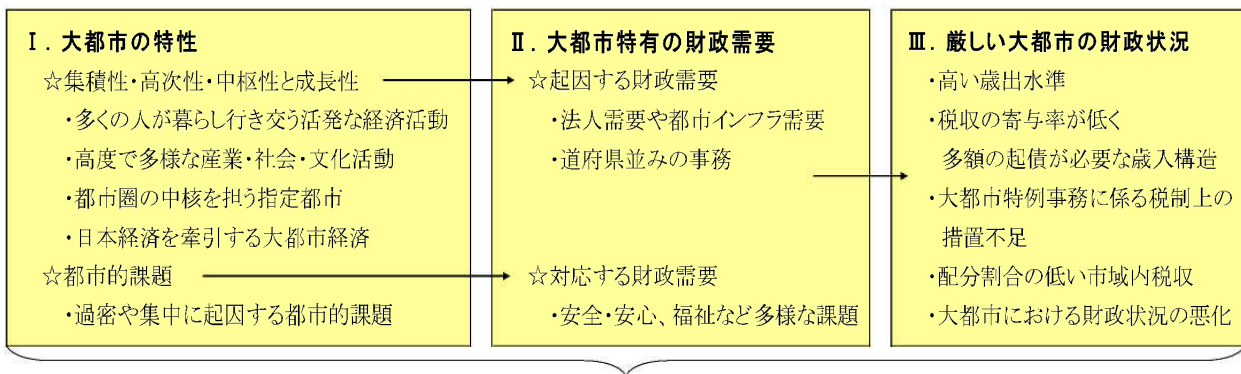 Ⅰ．大都市の特性
☆集積性・高次性・中枢性と成長性
・多くの人が暮らし行き交う活発な経済活動
・高度で多様な産業・社会・文化活動
・都市圏の中核を担う指定都市
・日本経済を牽引する大都市経済
☆都市的課題
・過密や集中に起因する都市的課題
Ⅱ．大都市特有の財政需要
☆起因する財政需要
・法人需要や都市インフラ需要
・道府県並みの事務
☆対応する財政需要
・安全・安心、福祉など多様な課題
Ⅲ．厳しい大都市の財政状況
・高い歳出水準
・税収の寄与率が低く
多額の起債が必要な歳入構造
・大都市特例事務に係る税制上の
措置不足
・配分割合の低い市域内税収
・大都市における財政状況の悪化